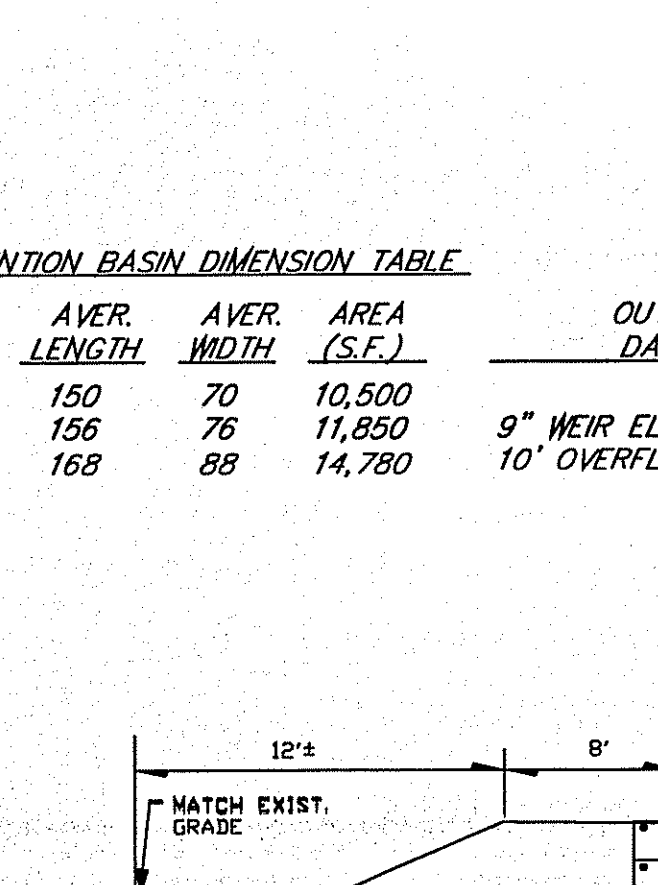 NTION BASIN DIMENSION TABLE
AVER. AVER. AREA OU
LENGTH WIDTH (S.F.) DA
150 70 10,500
156 76 11,850 9" WEIR EL
168 88 14,780 10' OVERFL
12'± 8'
MATCH EXIST.
GRADE